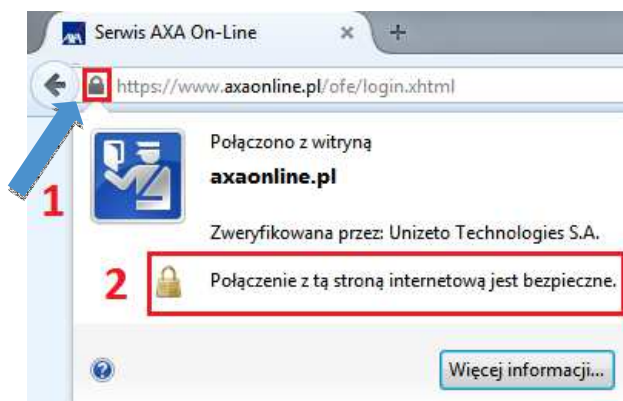 Serwis AXA On-Line
https://www.axaonline.pl/ofe/login.xhtml
Połączono z witryną
axaonline.pl
1
Zweryfikowana przez: Unizeto Technologies S.A.
2
Połączenie z tą stroną internetową jest bezpieczne.
Więcej informacji...